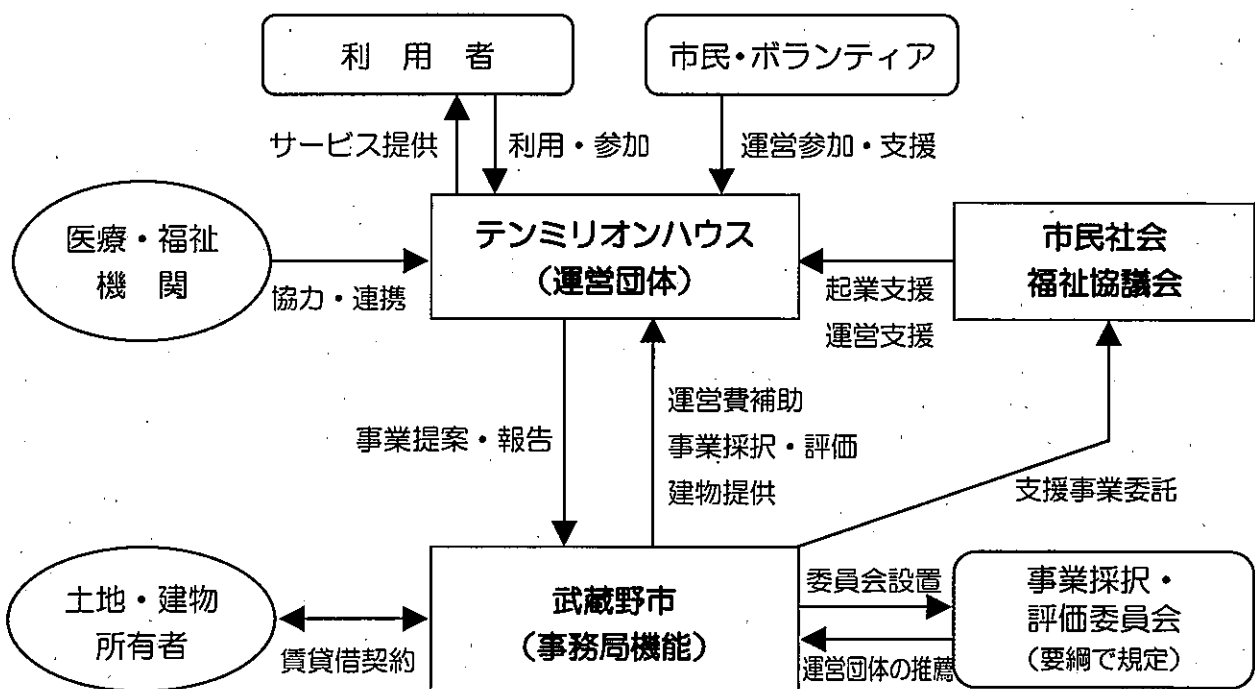 利用者
市民・ボランティア
サービス提供
利用・参加
運営参加・支援
医療・福祉
機関
協力・連携
テンミリオンハウス
（運営団体）
起業支援
運営支援
市民社会
福祉協議会
事業提案・報告
運営費補助
事業採択・評価
建物提供
支援事業委託
土地・建物
所有者
賃貸借契約
武蔵野市
（事務局機能）
委員会設置
運営団体の推薦
事業採択・
評価委員会
（要綱で規定）